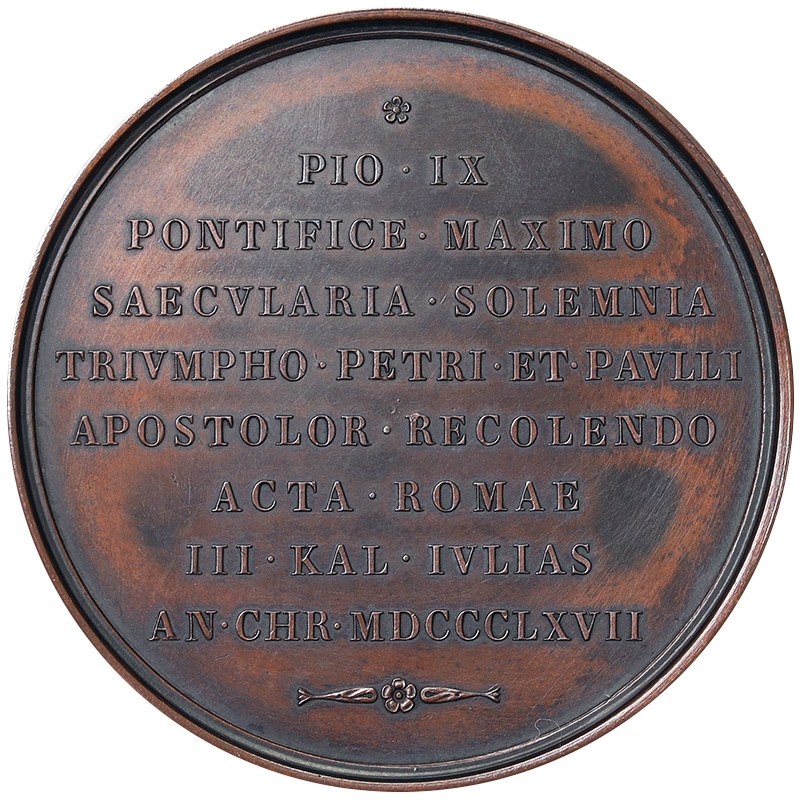 PIO · IX
PONTIFICE · MAXIMO
SAECVLARIA · SOLEMNIA
TRIVMPHO · PETRI · ET · PAVLLI
APOSTOLOR · RECOLENDO
ACTA · ROMAE
III · KAL · IVLIAS
AN · CHR · MDCCCLXVII